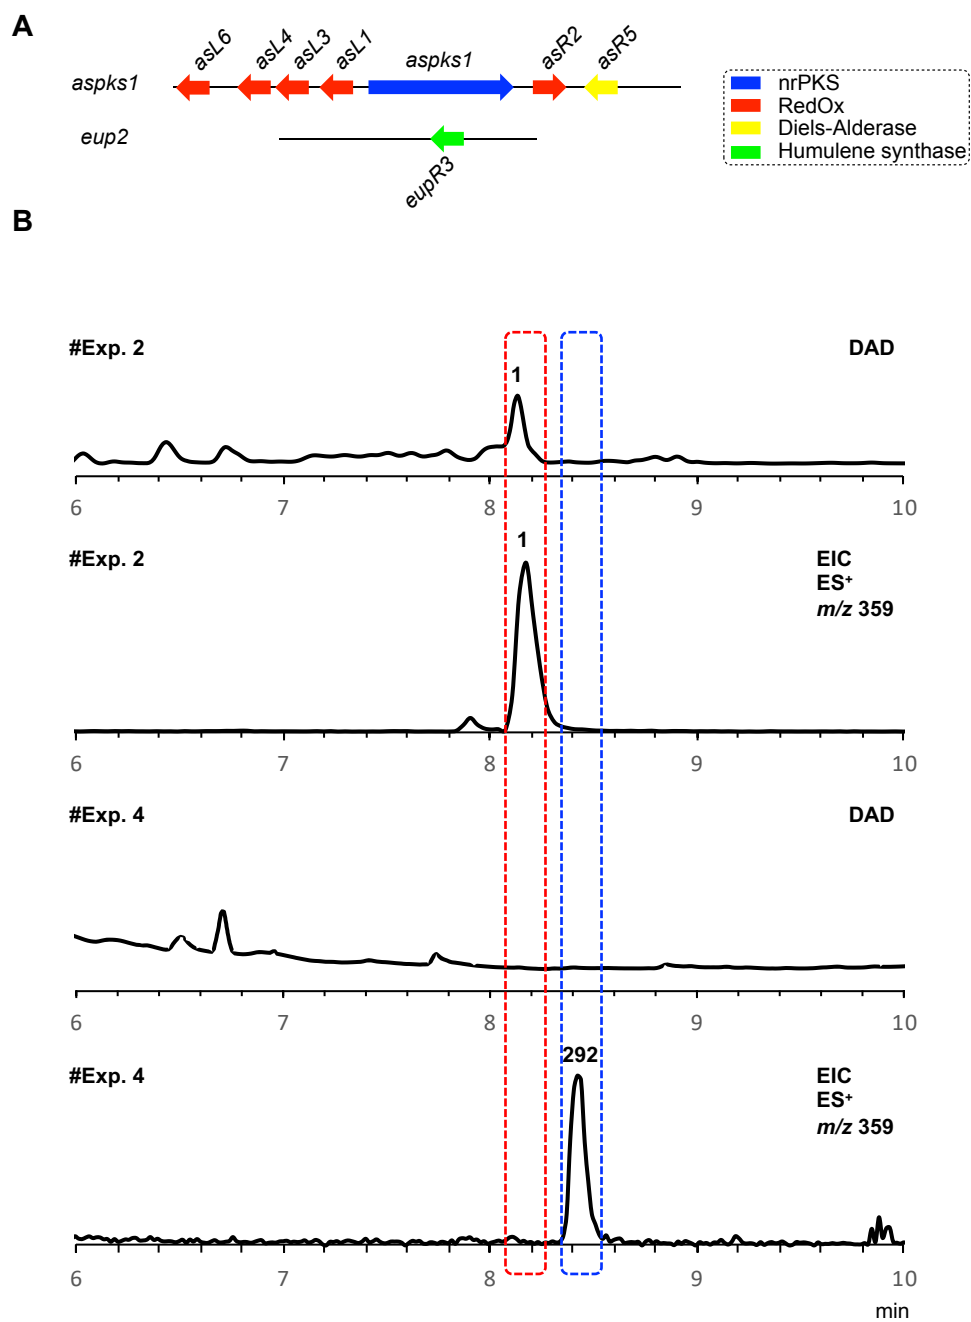 A
asL6 asL4 asL3 asL1 aspks1 asR2 asR5
aspks1
eup2
eupR3
nrPKS
RedOx
Diels-Alderase
Humulene synthase
B
#Exp. 2 DAD
1
6 7 8 9 10
#Exp. 2 EIC
ES⁺
m/z 359
1
6 7 8 9 10
#Exp. 4 DAD
6 7 8 9 10
#Exp. 4 EIC
ES⁺
m/z 359
292
6 7 8 9 10
min